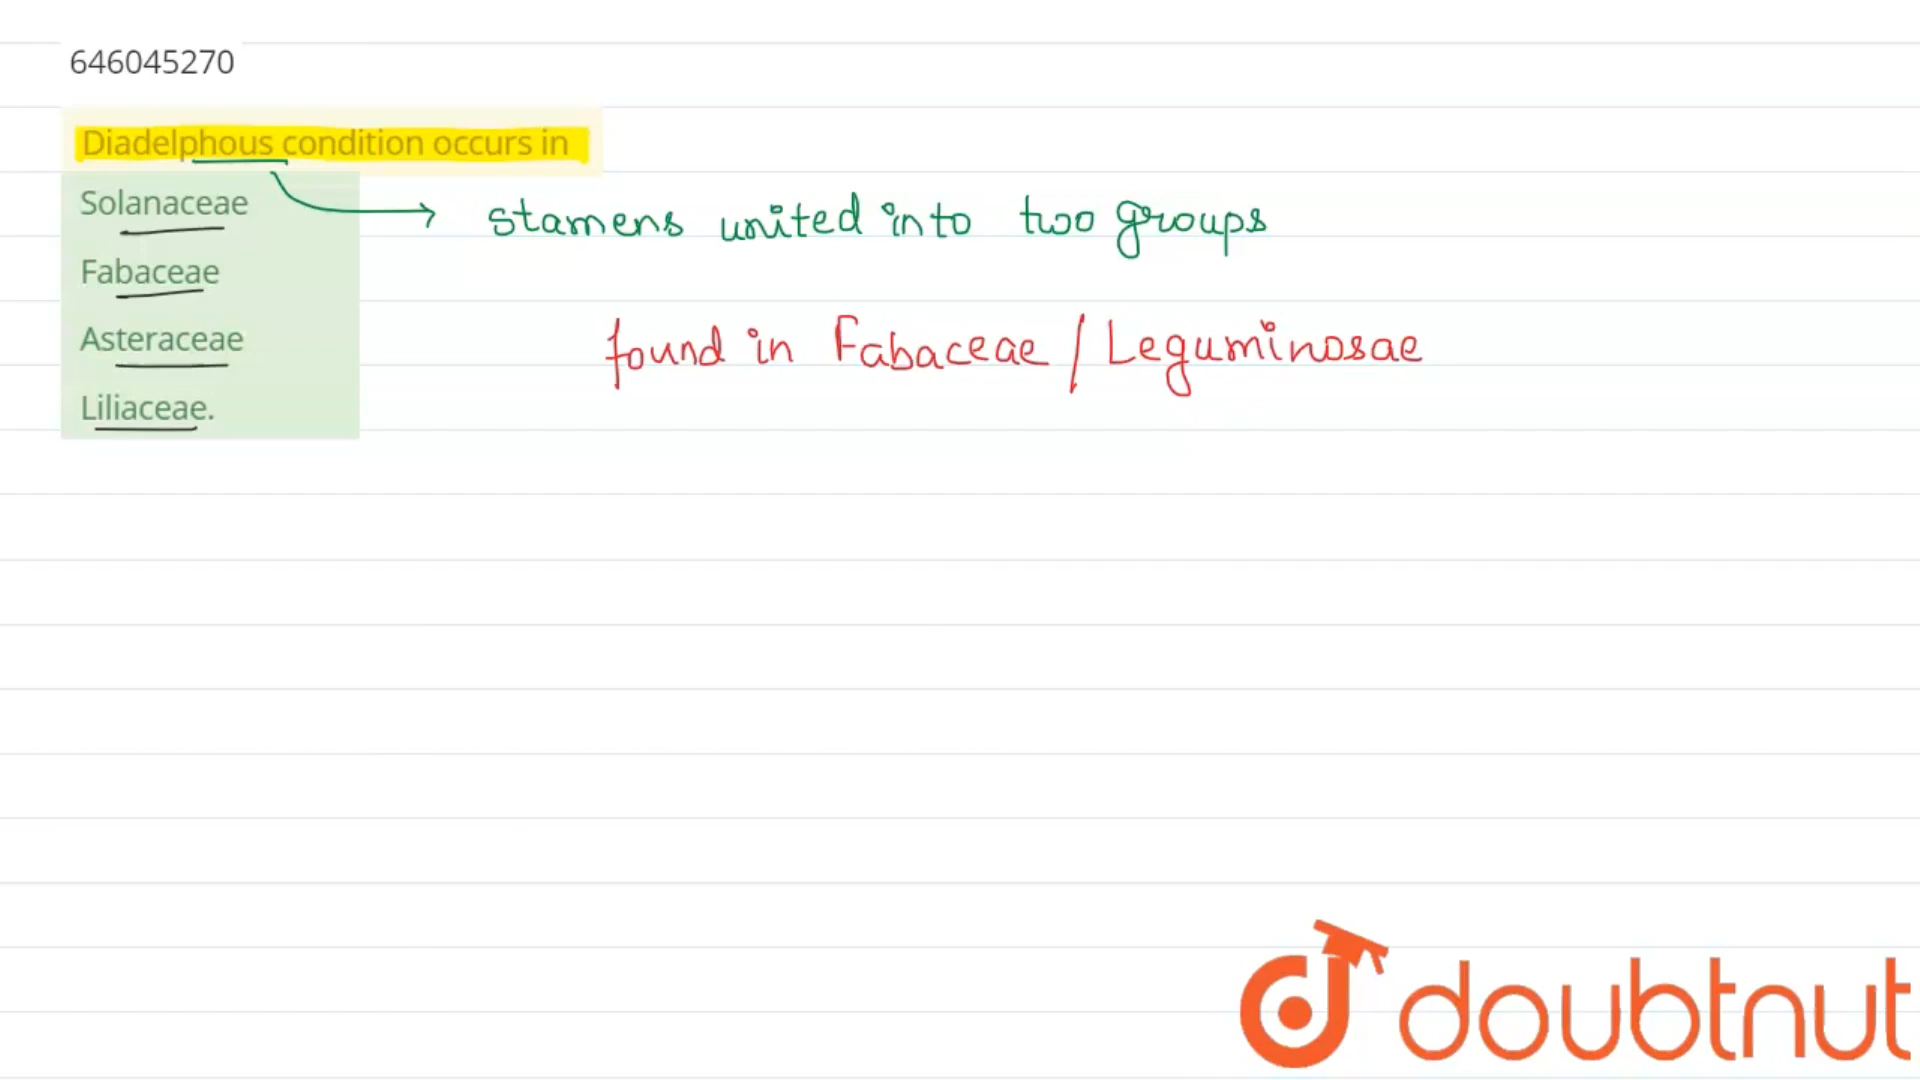 646045270
Diadelphous condition occurs in
Solanaceae
stamens united into two groups
Fabaceae
found in Fabaceae / Leguminosae
Asteraceae
Liliaceae.
doubtnut